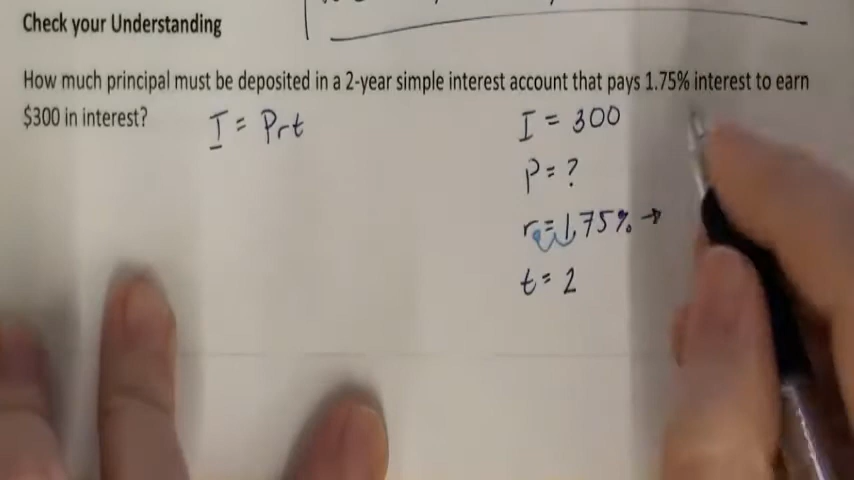 Check your Understanding
How much principal must be deposited in a 2-year simple interest account that pays 1.75% interest to earn
$300 in interest?
I = Prt
I = 300
P = ?
r = 1.75% →
t = 2